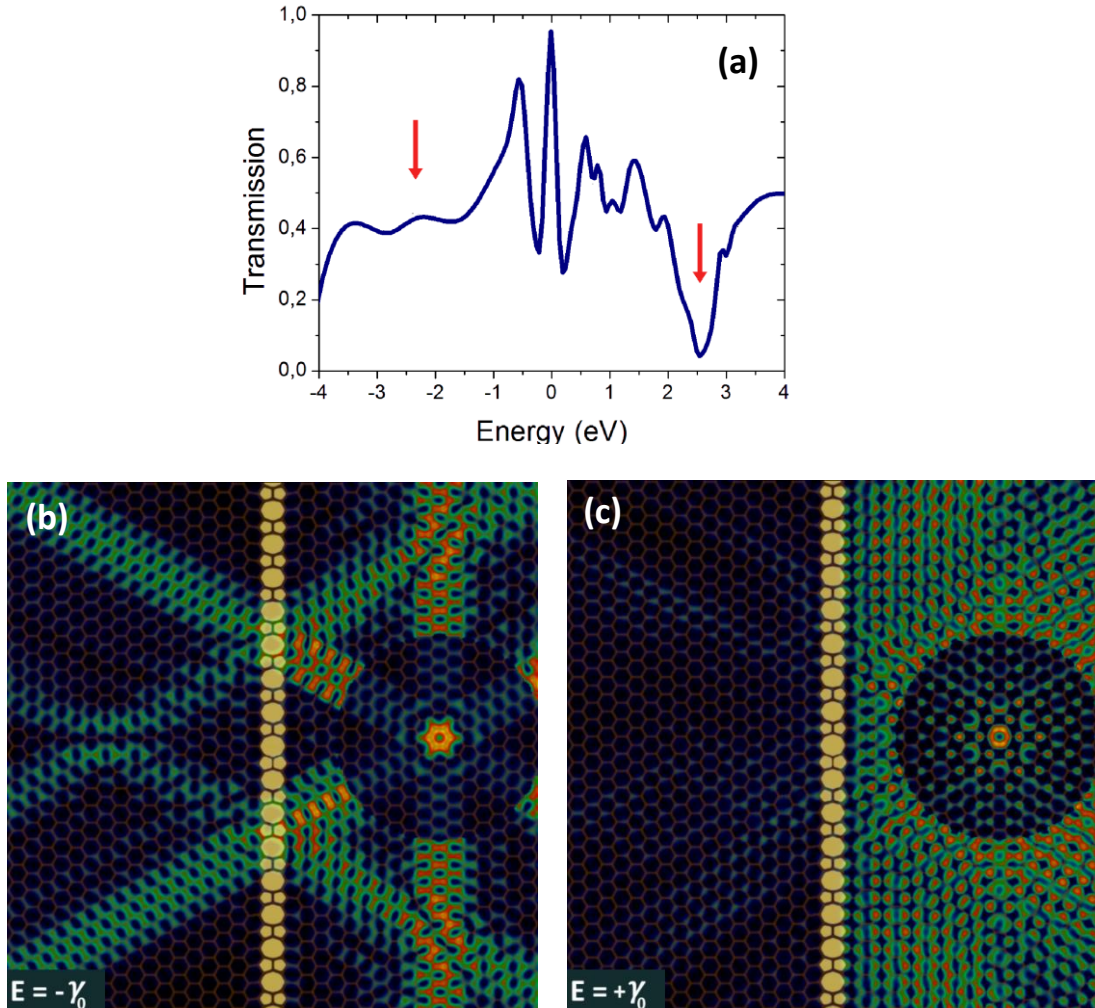 (a)
1,0
0,8
0,6
0,4
0,2
0,0
Transmission
-4 -3 -2 -1 0 1 2 3 4
Energy (eV)
(b) (c)
E = - γ₀ E = +γ₀